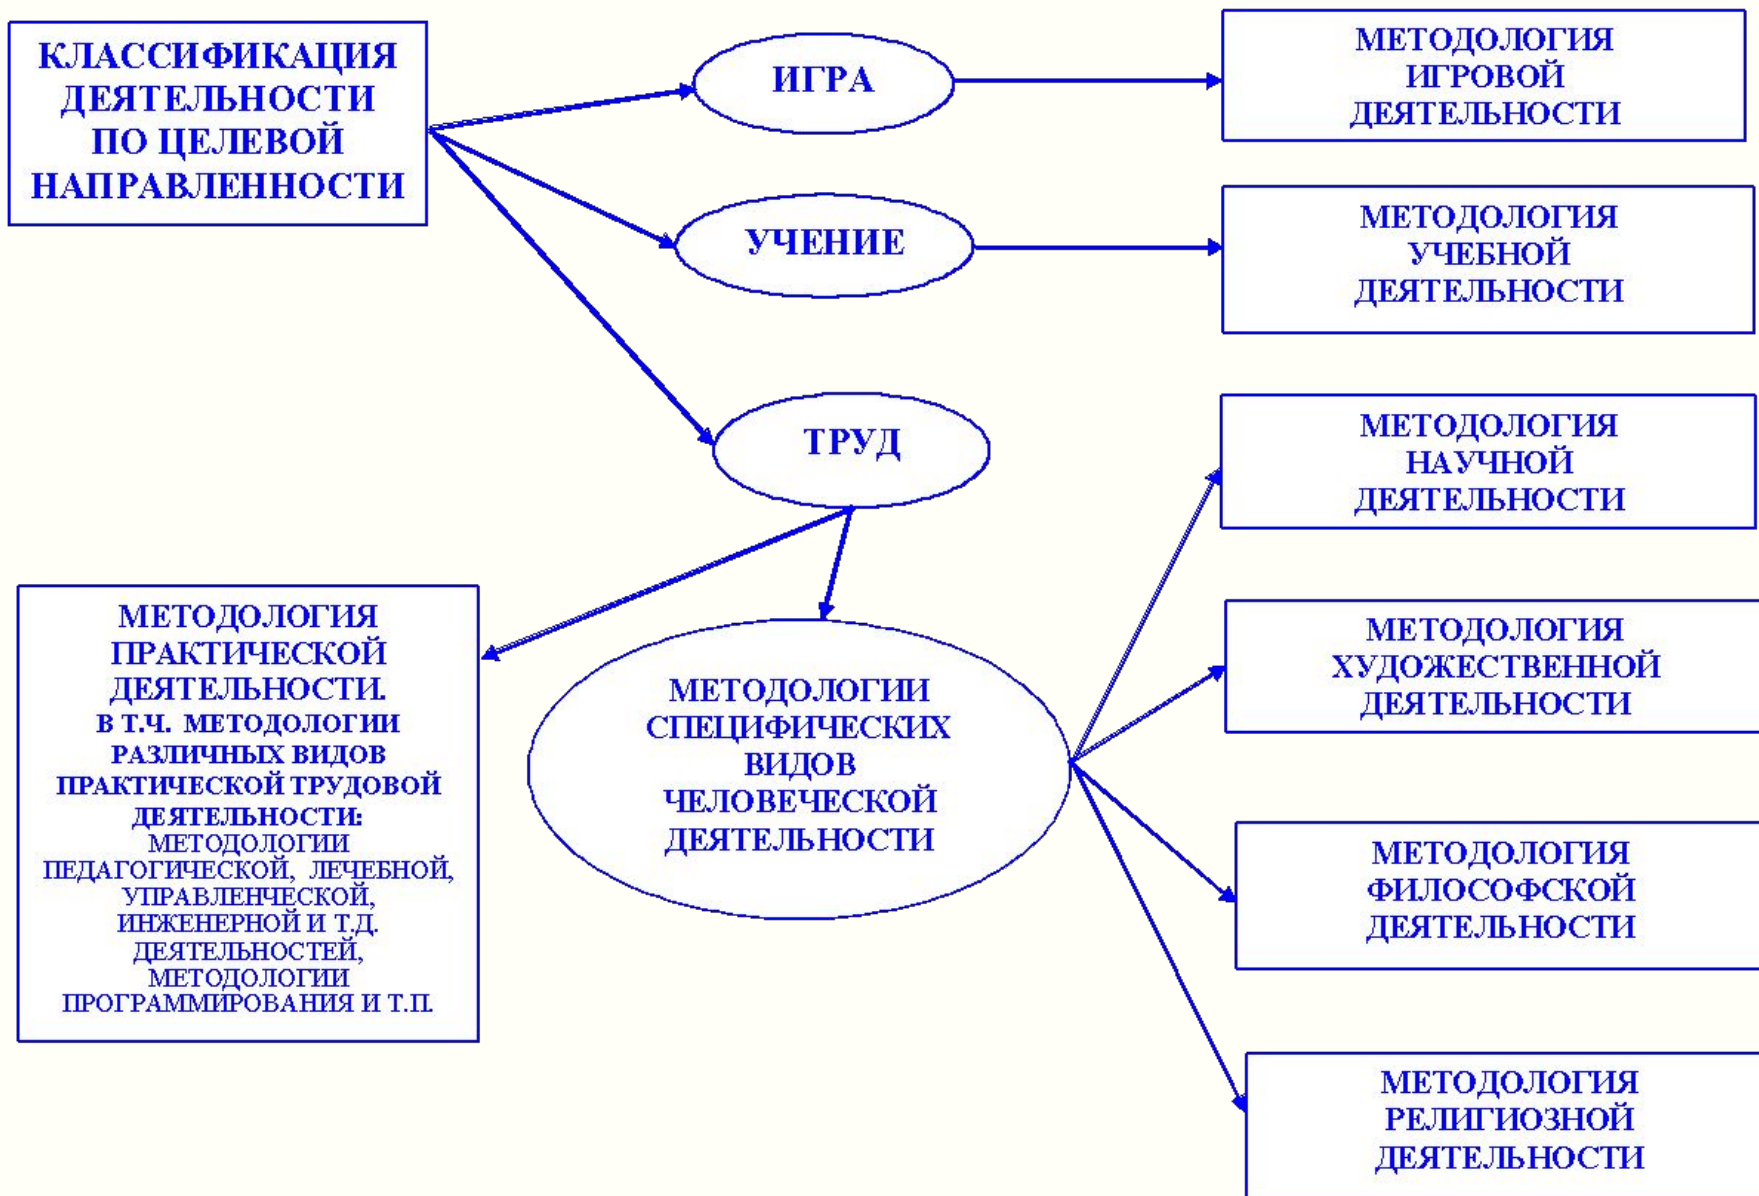 КЛАССИФИКАЦИЯ
ДЕЯТЕЛЬНОСТИ
ПО ЦЕЛЕВОЙ
НАПРАВЛЕННОСТИ
ИГРА
МЕТОДОЛОГИЯ
ИГРОВОЙ
ДЕЯТЕЛЬНОСТИ
УЧЕНИЕ
МЕТОДОЛОГИЯ
УЧЕБНОЙ
ДЕЯТЕЛЬНОСТИ
ТРУД
МЕТОДОЛОГИЯ
ПРАКТИЧЕСКОЙ
ДЕЯТЕЛЬНОСТИ.
В Т.Ч. МЕТОДОЛОГИИ
РАЗЛИЧНЫХ ВИДОВ
ПРАКТИЧЕСКОЙ ТРУДОВОЙ
ДЕЯТЕЛЬНОСТИ:
МЕТОДОЛОГИИ
ПЕДАГОГИЧЕСКОЙ, ЛЕЧЕБНОЙ,
УПРАВЛЕНЧЕСКОЙ,
ИНЖЕНЕРНОЙ И Т.Д.
ДЕЯТЕЛЬНОСТЕЙ,
МЕТОДОЛОГИИ
ПРОГРАММИРОВАНИЯ И Т.П.
МЕТОДОЛОГИИ
СПЕЦИФИЧЕСКИХ
ВИДОВ
ЧЕЛОВЕЧЕСКОЙ
ДЕЯТЕЛЬНОСТИ
МЕТОДОЛОГИЯ
НАУЧНОЙ
ДЕЯТЕЛЬНОСТИ
МЕТОДОЛОГИЯ
ХУДОЖЕСТВЕННОЙ
ДЕЯТЕЛЬНОСТИ
МЕТОДОЛОГИЯ
ФИЛОСОФСКОЙ
ДЕЯТЕЛЬНОСТИ
МЕТОДОЛОГИЯ
РЕЛИГИОЗНОЙ
ДЕЯТЕЛЬНОСТИ